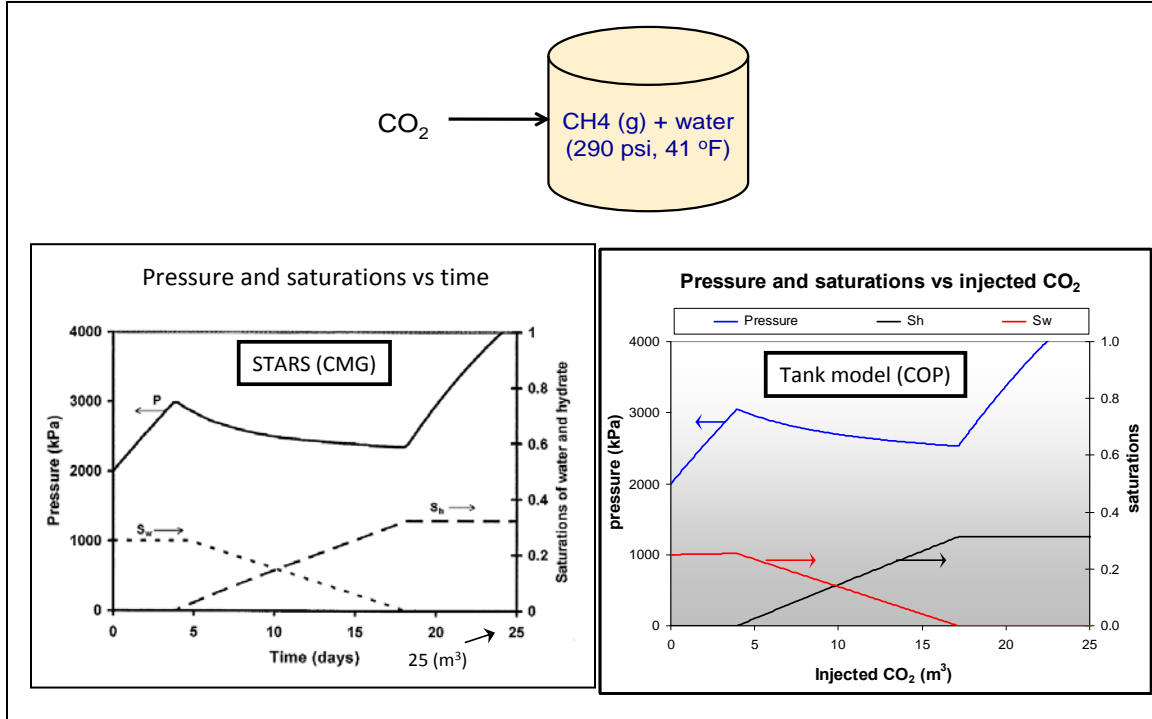 CO2
CH4 (g) + water
(290 psi, 41 oF)
Pressure and saturations vs time
STARS (CMG)
P
Sw
Sh
4000
3000
2000
1000
0
Pressure (kPa)
1
0.8
0.6
0.4
0.2
0
Saturations of water and hydrate
0 5 10 15 20 25
Time (days)
25 (m3)
Pressure and saturations vs injected CO2
Pressure Sh Sw
Tank model (COP)
4000
3000
2000
1000
0
pressure (kPa)
1.0
0.8
0.6
0.4
0.2
0.0
saturations
0 5 10 15 20 25
Injected CO2 (m3)